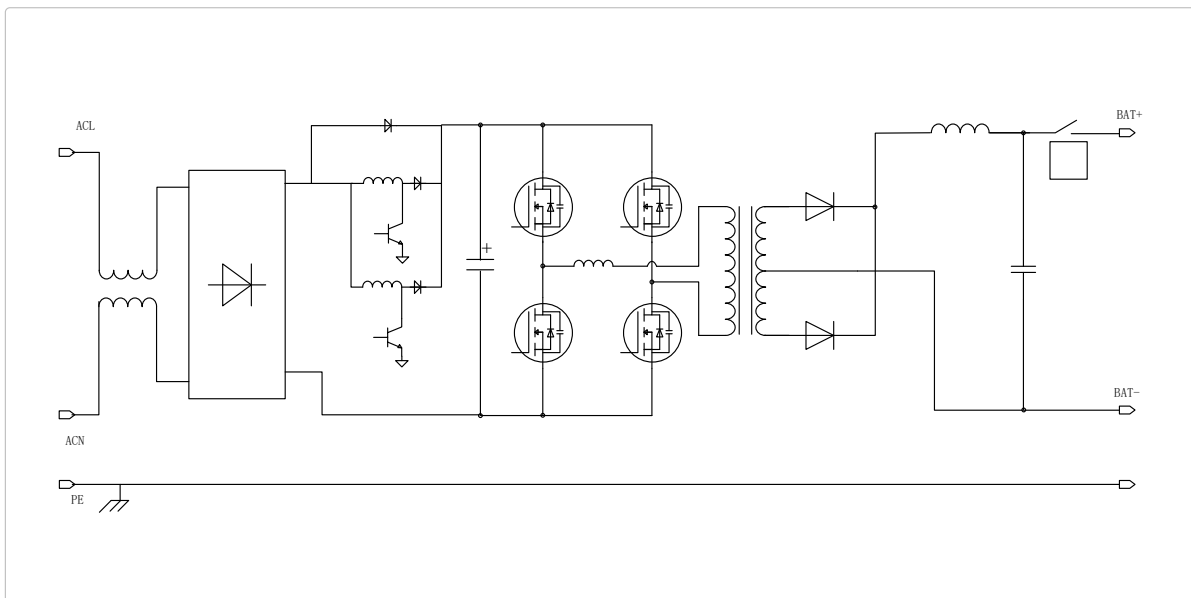 ACL
BAT+
BAT-
ACN
PE